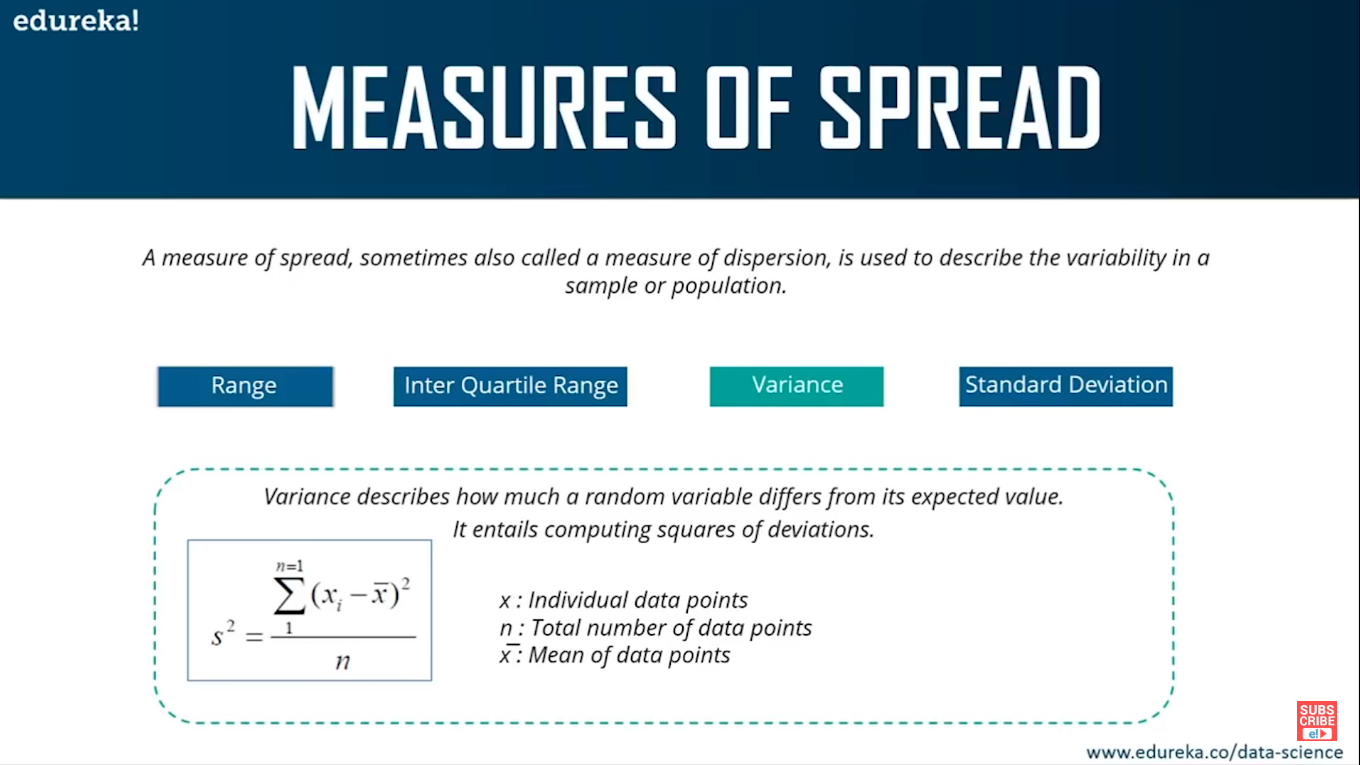 edureka!
MEASURES OF SPREAD
A measure of spread, sometimes also called a measure of dispersion, is used to describe the variability in a
sample or population.
Range
Inter Quartile Range
Variance
Standard Deviation
Variance describes how much a random variable differs from its expected value.
It entails computing squares of deviations.
n=1
∑(xᵢ − x̄)²
1
s² =
n
x : Individual data points
n : Total number of data points
x̅ : Mean of data points
SUBS
CRIBE
e!
www.edureka.co/data-science